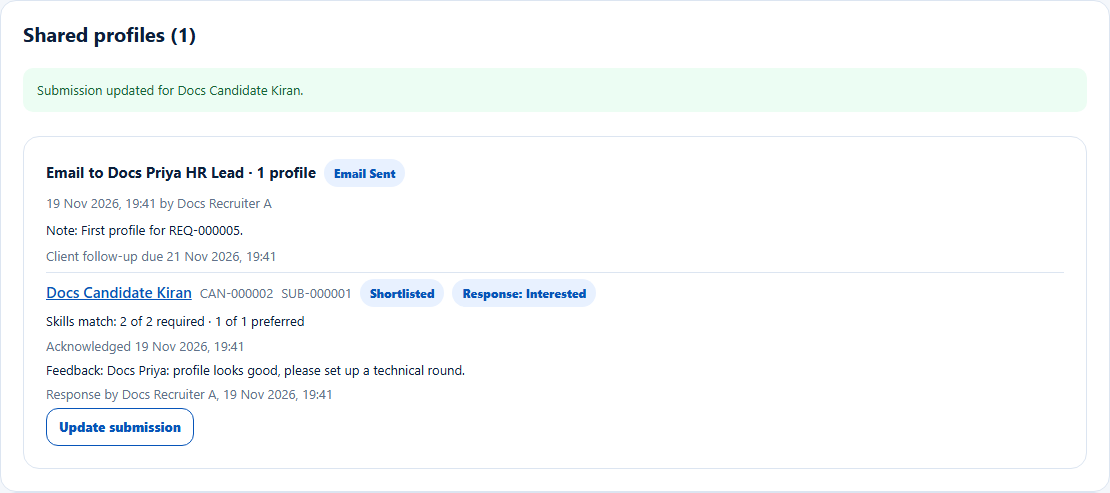 Shared profiles (1)
Submission updated for Docs Candidate Kiran.
Email to Docs Priya HR Lead · 1 profile Email Sent
19 Nov 2026, 19:41 by Docs Recruiter A
Note: First profile for REQ-000005.
Client follow-up due 21 Nov 2026, 19:41
Docs Candidate Kiran CAN-000002 SUB-000001 Shortlisted Response: Interested
Skills match: 2 of 2 required · 1 of 1 preferred
Acknowledged 19 Nov 2026, 19:41
Feedback: Docs Priya: profile looks good, please set up a technical round.
Response by Docs Recruiter A, 19 Nov 2026, 19:41
Update submission